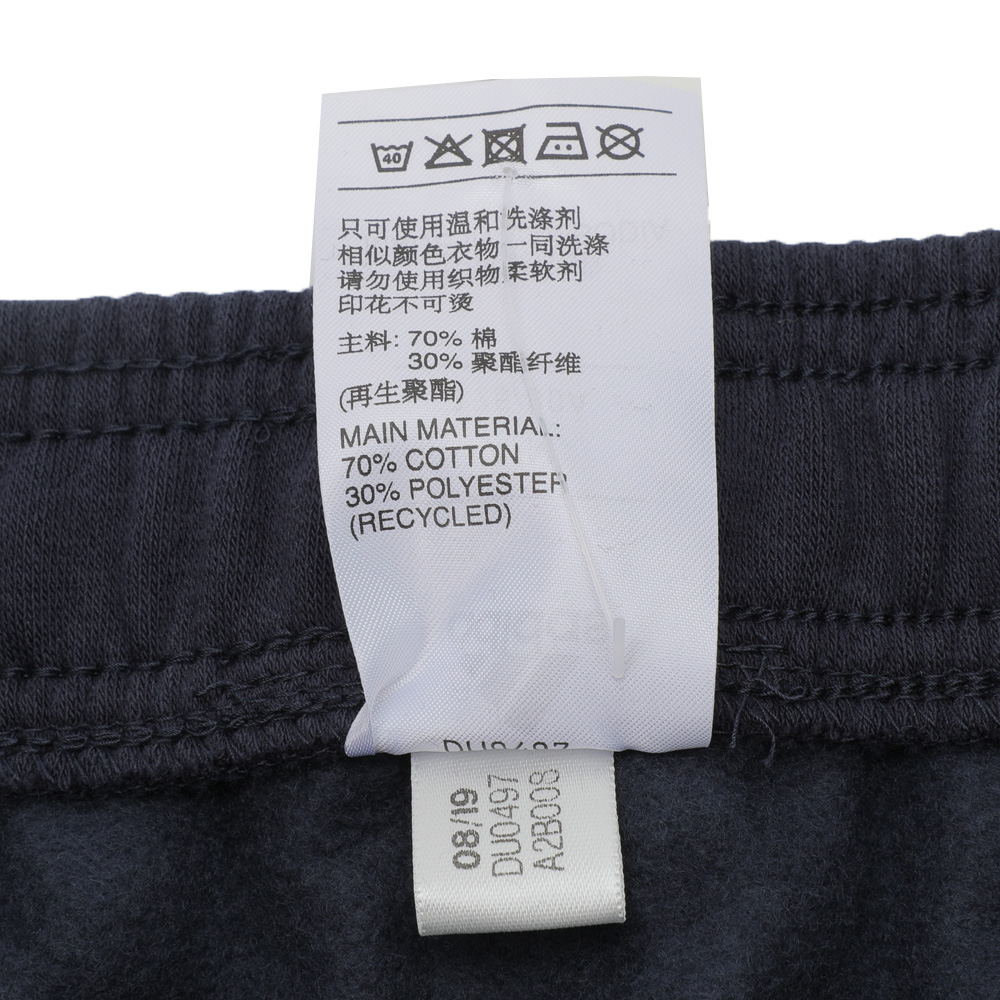 40
只可使用温和洗涤剂
相似颜色衣物一同洗涤
请勿使用织物柔软剂
印花不可烫
主料: 70% 棉
30% 聚酯纤维
(再生聚酯)
MAIN MATERIAL:
70% COTTON
30% POLYESTER
(RECYCLED)
08/19
DU0497
A2B008